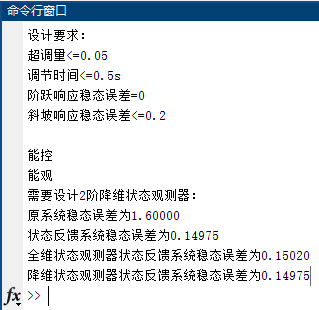 命令行窗口
设计要求:
超调量<=0.05
调节时间<=0.5s
阶跃响应稳态误差=0
斜坡响应稳态误差<=0.2
能控
能观
需要设计2阶降维状态观测器:
原系统稳态误差为1.60000
状态反馈系统稳态误差为0.14975
全维状态观测器状态反馈系统稳态误差为0.15020
降维状态观测器状态反馈系统稳态误差为0.14975
fx >>